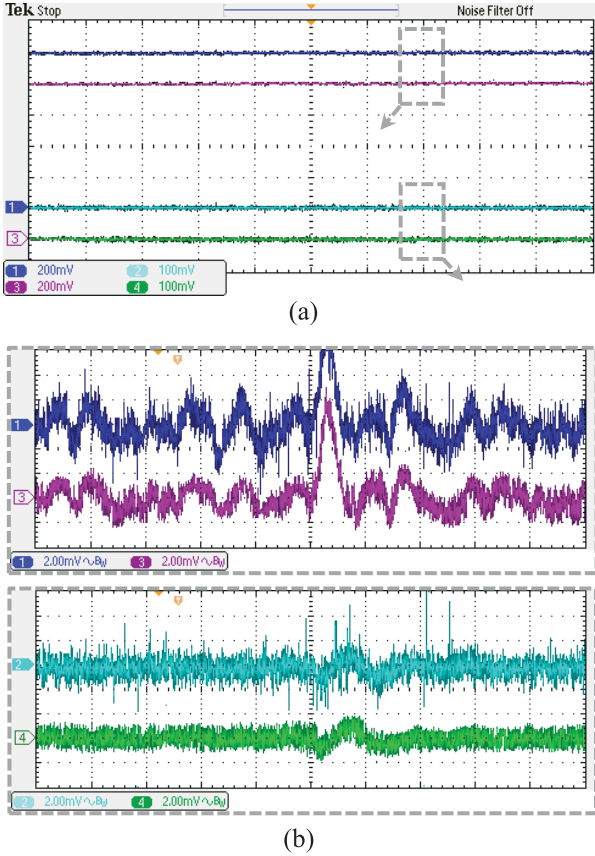 Tek Stop Noise Filter Off
1
3
1 200mV 2 100mV
3 200mV 4 100mV
(a)
T
1
3
1 2.00mV∿BW 3 2.00mV∿BW
T
2
4
2 2.00mV∿BW 4 2.00mV∿BW
(b)